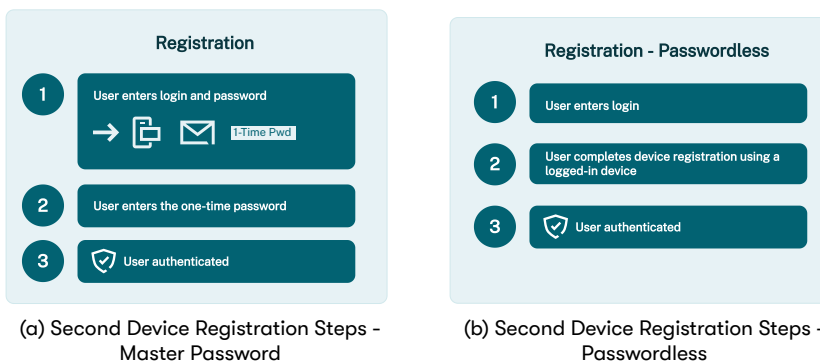 Registration
1
User enters login and password
1-Time Pwd
2
User enters the one-time password
3
User authenticated
(a) Second Device Registration Steps -
Master Password
Registration - Passwordless
1
User enters login
2
User completes device registration using a
logged-in device
3
User authenticated
(b) Second Device Registration Steps -
Passwordless